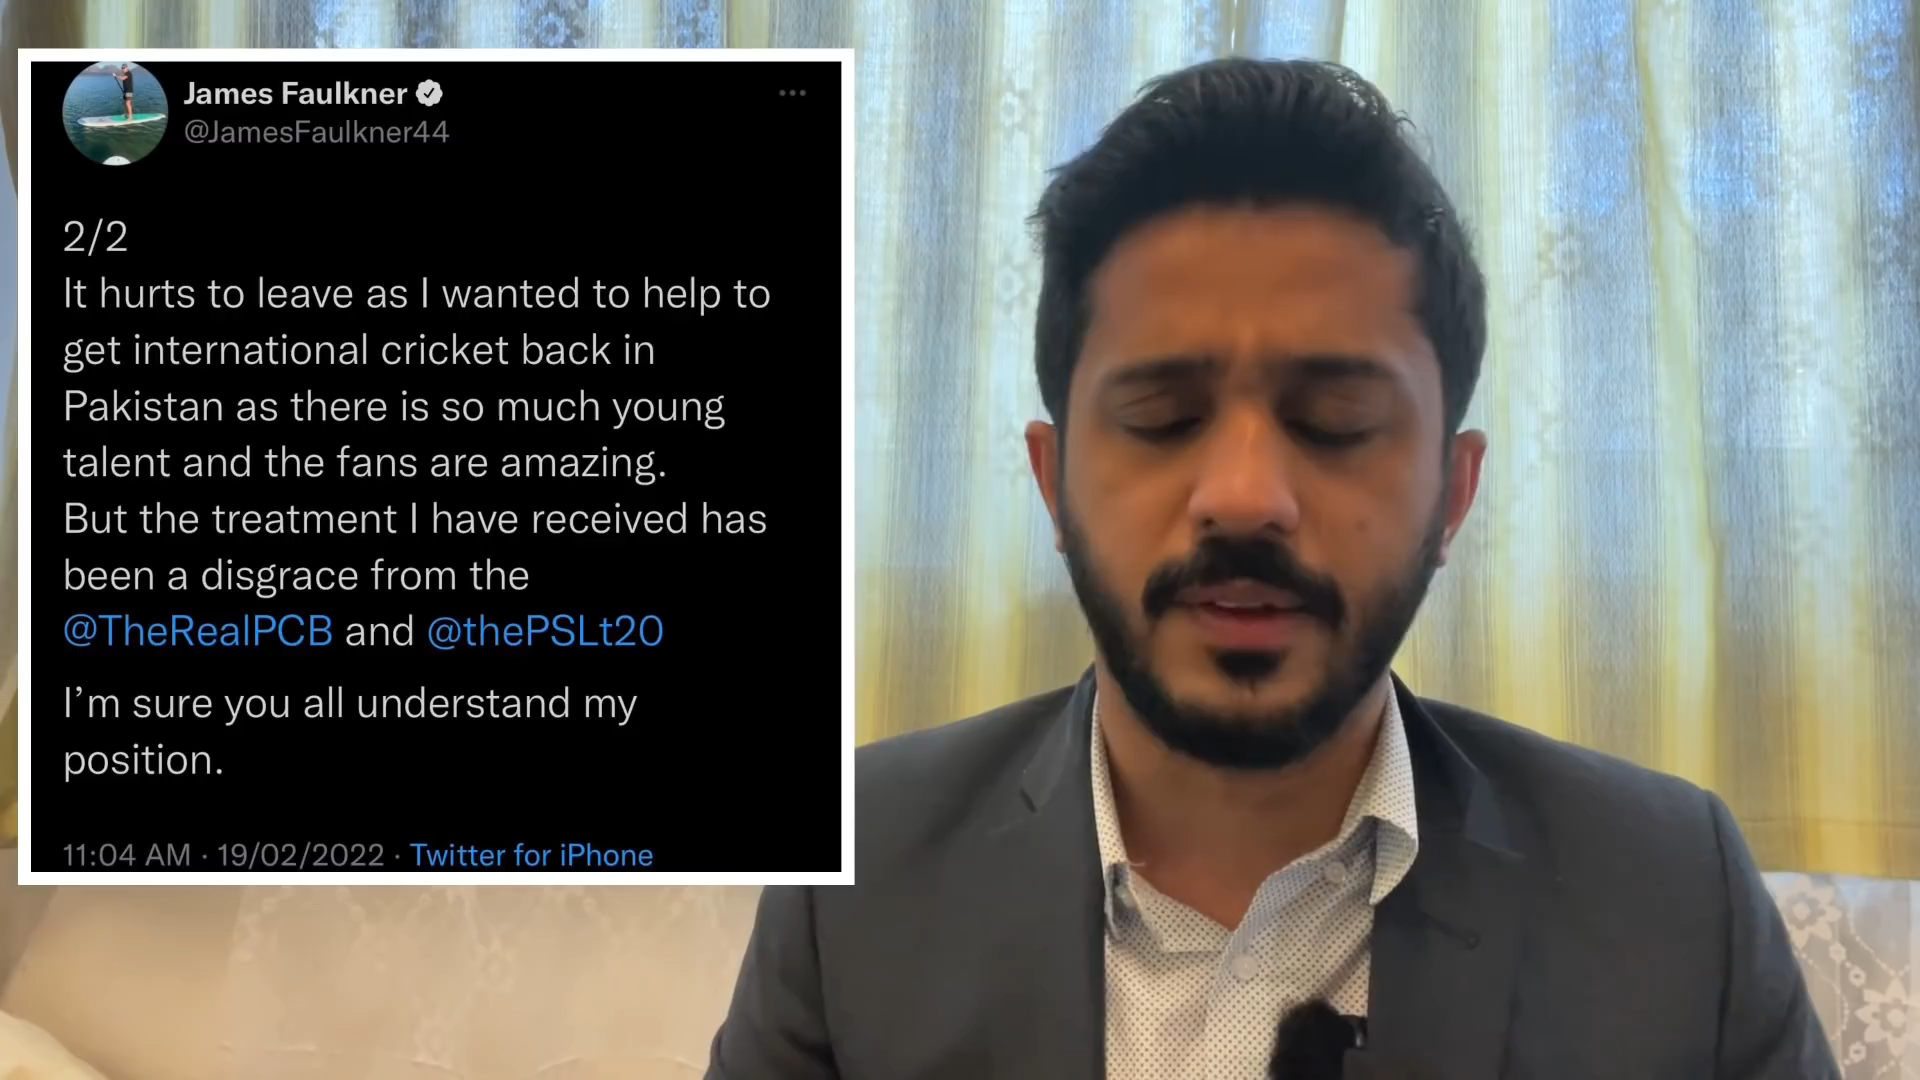 James Faulkner
@JamesFaulkner44
2/2
It hurts to leave as I wanted to help to
get international cricket back in
Pakistan as there is so much young
talent and the fans are amazing.
But the treatment I have received has
been a disgrace from the
@TheRealPCB and @thePSLt20
I’m sure you all understand my
position.
11:04 AM · 19/02/2022 · Twitter for iPhone